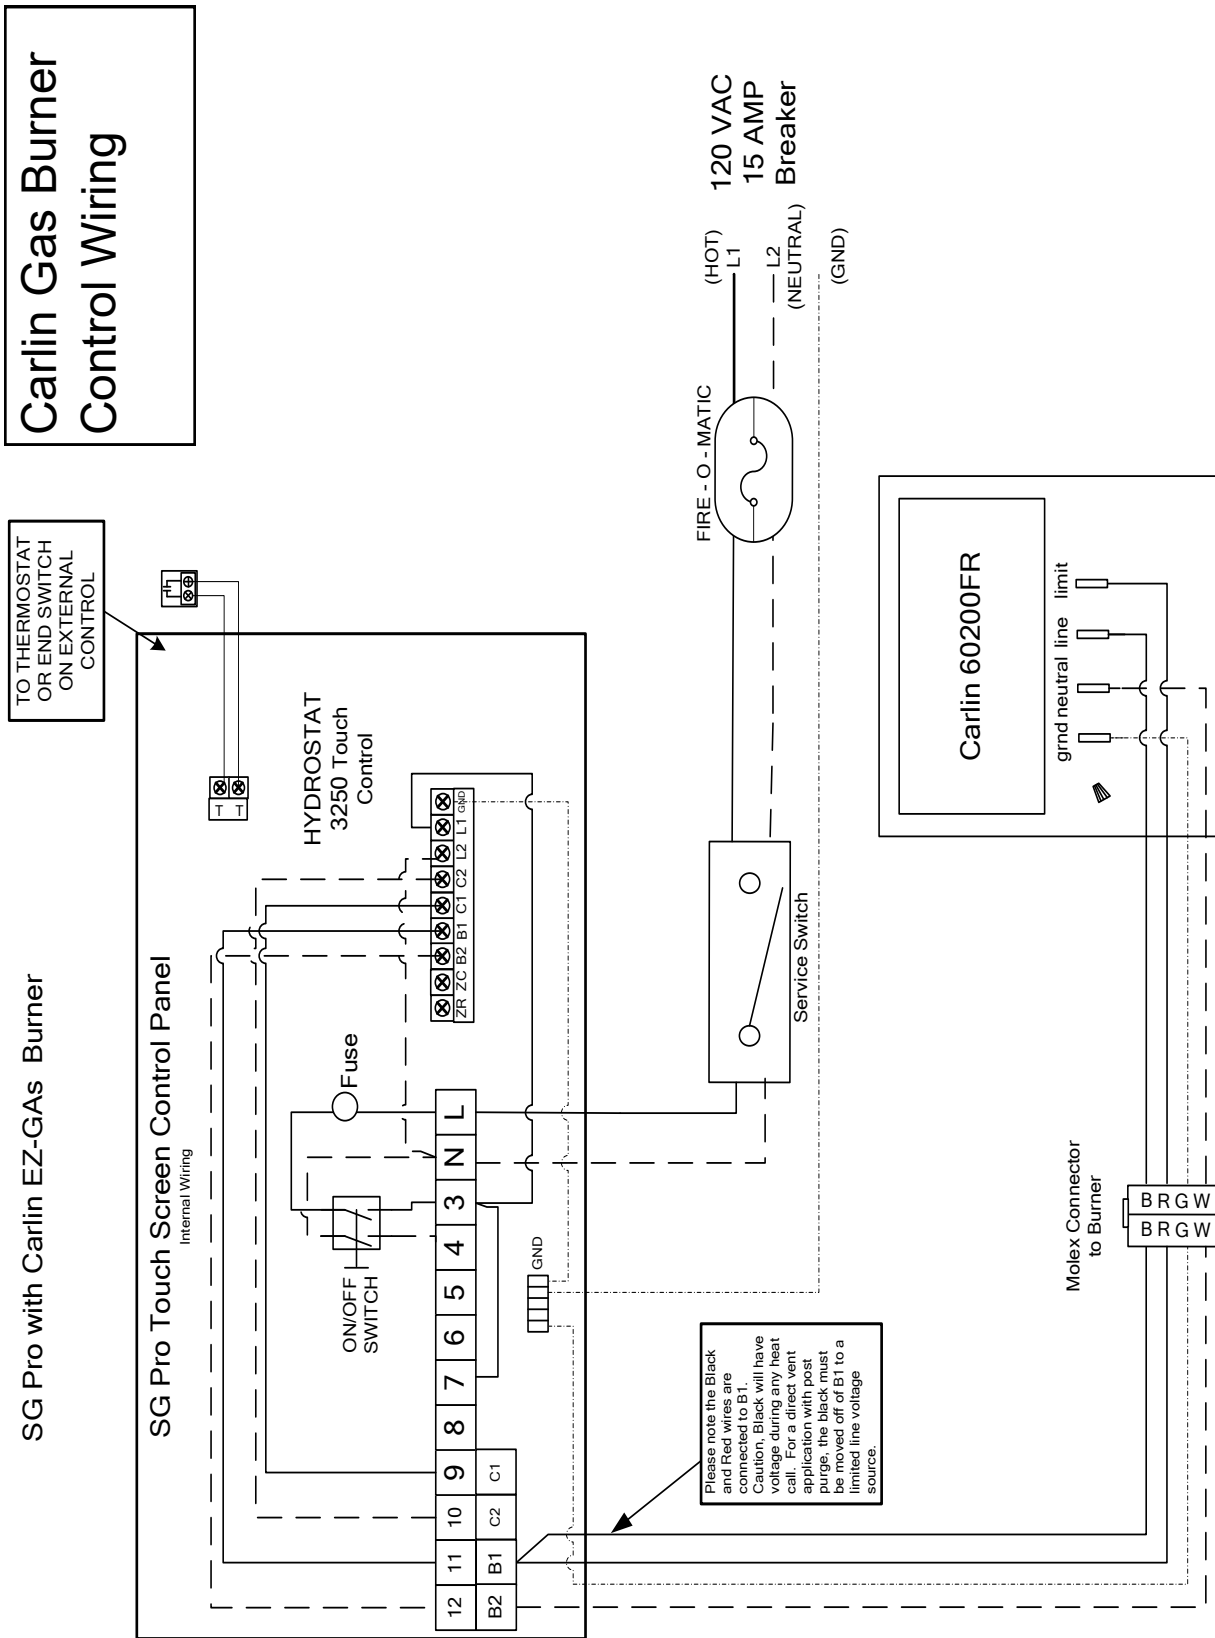 Carlin Gas Burner
Control Wiring
SG Pro with Carlin EZ-GAs Burner
TO THERMOSTAT
OR END SWITCH
ON EXTERNAL
CONTROL
SG Pro Touch Screen Control Panel
Internal Wiring
T T
HYDROSTAT
3250 Touch
Control
ZR ZC B2 B1 C1 C2 L2 L1 GND
Fuse
ON/OFF
SWITCH
12 11 10 9 8 7 6 5 4 3 N L
B2 B1 C2 C1
GND
120 VAC
15 AMP
Breaker
(HOT)
L1
L2
(NEUTRAL)
(GND)
FIRE - O - MATIC
Service Switch
Please note the Black
and Red wires are
connected to B1.
Caution, Black will have
voltage during any heat
call. For a direct vent
application with post
purge, the black must
be moved off of B1 to a
limited line voltage
source.
Carlin 60200FR
grnd neutral line limit
Molex Connector
to Burner
B R G W
B R G W